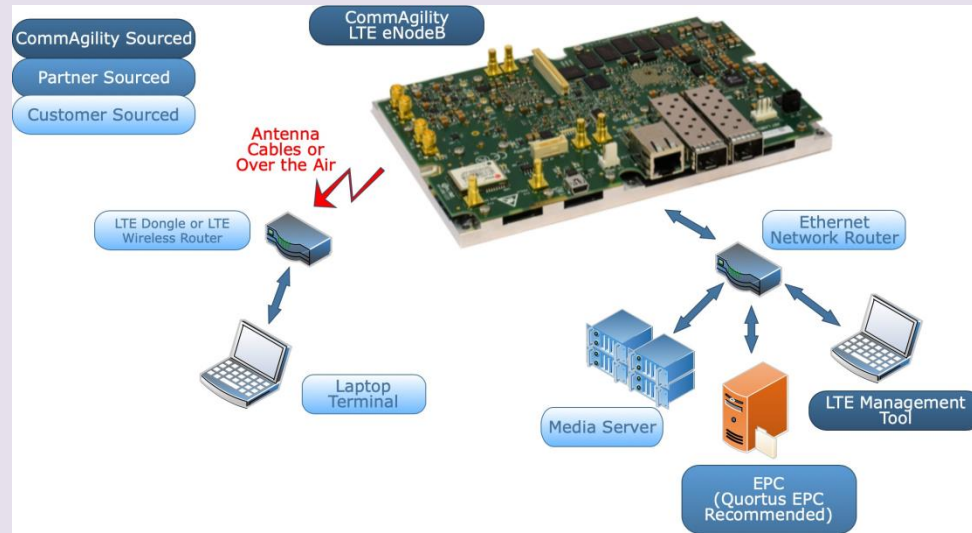 CommAgility Sourced
Partner Sourced
Customer Sourced
CommAgility
LTE eNodeB
Antenna
Cables or
Over the Air
LTE Dongle or LTE
Wireless Router
Ethernet
Network Router
Laptop
Terminal
Media Server
LTE Management
Tool
EPC
(Quortus EPC
Recommended)